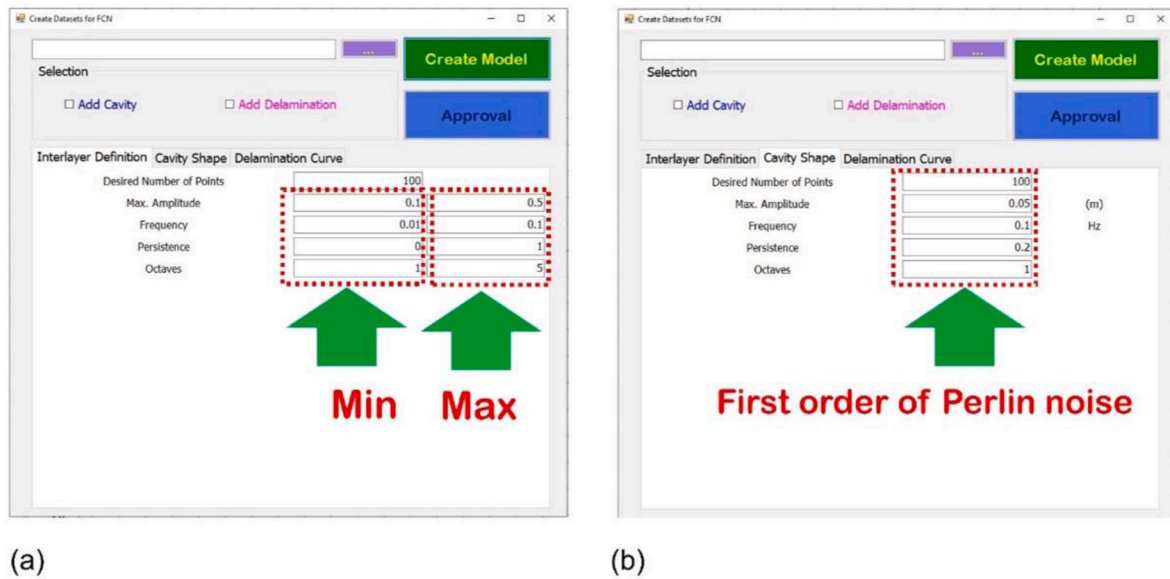 Create Datasets for FCN
...
Create Model
Selection
Add Cavity Add Delamination
Approval
Interlayer Definition Cavity Shape Delamination Curve
Desired Number of Points 100
Max. Amplitude 0.1 0.5
Frequency 0.01 0.1
Persistence 0 1
Octaves 1 5
Min Max
(a)
Create Datasets for FCN
...
Create Model
Selection
Add Cavity Add Delamination
Approval
Interlayer Definition Cavity Shape Delamination Curve
Desired Number of Points 100
Max. Amplitude 0.05 (m)
Frequency 0.1 Hz
Persistence 0.2
Octaves 1
First order of Perlin noise
(b)